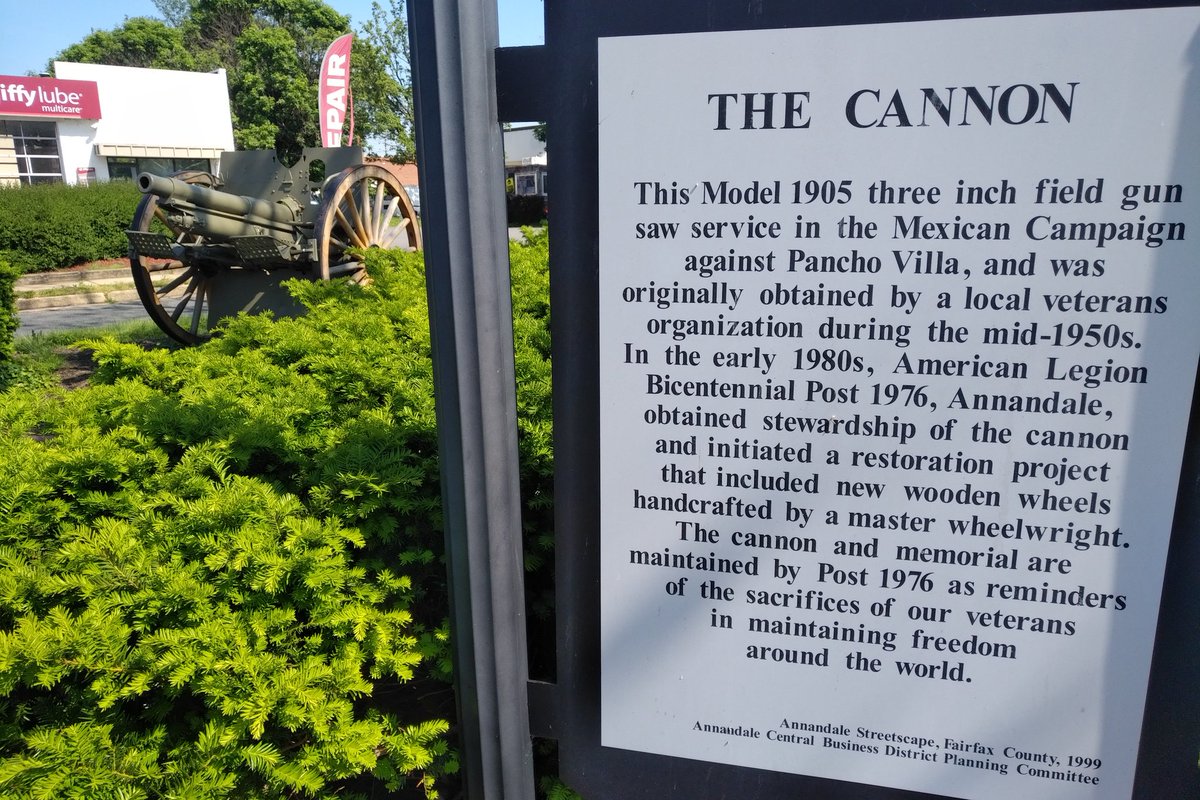 iffy lube
multicare
EPAIR
THE CANNON
This Model 1905 three inch field gun
saw service in the Mexican Campaign
against Pancho Villa, and was
originally obtained by a local veterans
organization during the mid-1950s.
In the early 1980s, American Legion
Bicentennial Post 1976, Annandale,
obtained stewardship of the cannon
and initiated a restoration project
that included new wooden wheels
handcrafted by a master wheelwright.
The cannon and memorial are
maintained by Post 1976 as reminders
of the sacrifices of our veterans
in maintaining freedom
around the world.
Annandale Streetscape, Fairfax County, 1999
Annandale Central Business District Planning Committee